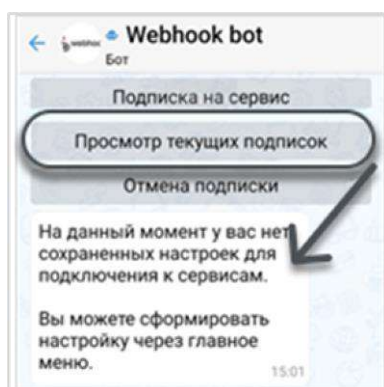 Webhook bot
Бот
Подписка на сервис
Просмотр текущих подписок
Отмена подписки
На данный момент у вас нет
сохраненных настроек для
подключения к сервисам.
Вы можете сформировать
настройку через главное
меню.
15:01